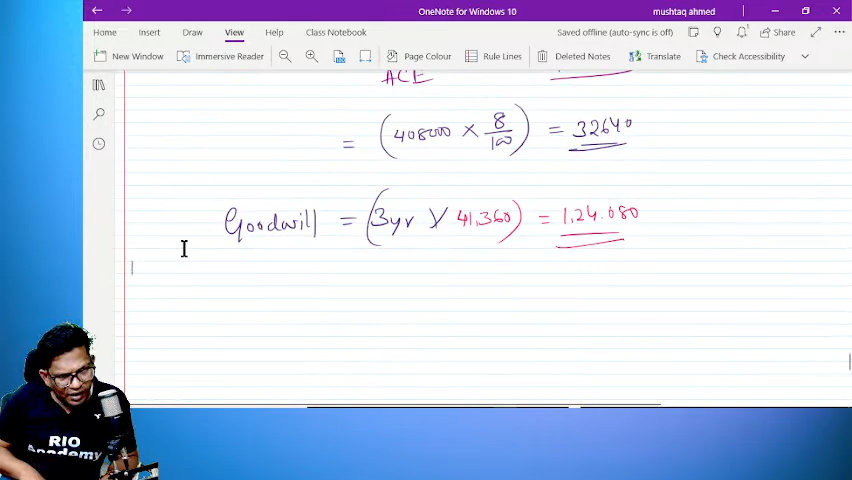 OneNote for Windows 10
mushtaq ahmed
Home Insert Draw View Help Class Notebook
Saved offline (auto-sync is off)
Share
New Window
Immersive Reader
Page Colour
Rule Lines
Deleted Notes
Translate
Check Accessibility
ACE
= (408000 × 8/100) = 32640
Goodwill = (3yr × 41,360) = 1,24,080
RIO
Academy